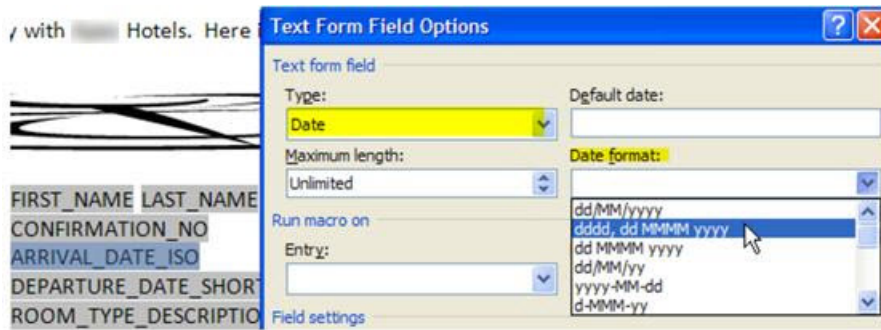 y with Hotels. Here i
FIRST_NAME LAST_NAME
CONFIRMATION_NO
ARRIVAL_DATE_ISO
DEPARTURE_DATE_SHORT
ROOM_TYPE_DESCRIPTIO
Text Form Field Options
Text form field
Type:
Default date:
Date
Maximum length:
Date format:
Unlimited
dd/MM/yyyy
dddd, dd MMMM yyyy
dd MMMM yyyy
dd/MM/yy
yyyy-MM-dd
d-MMM-yy
Run macro on
Entry:
Field settings